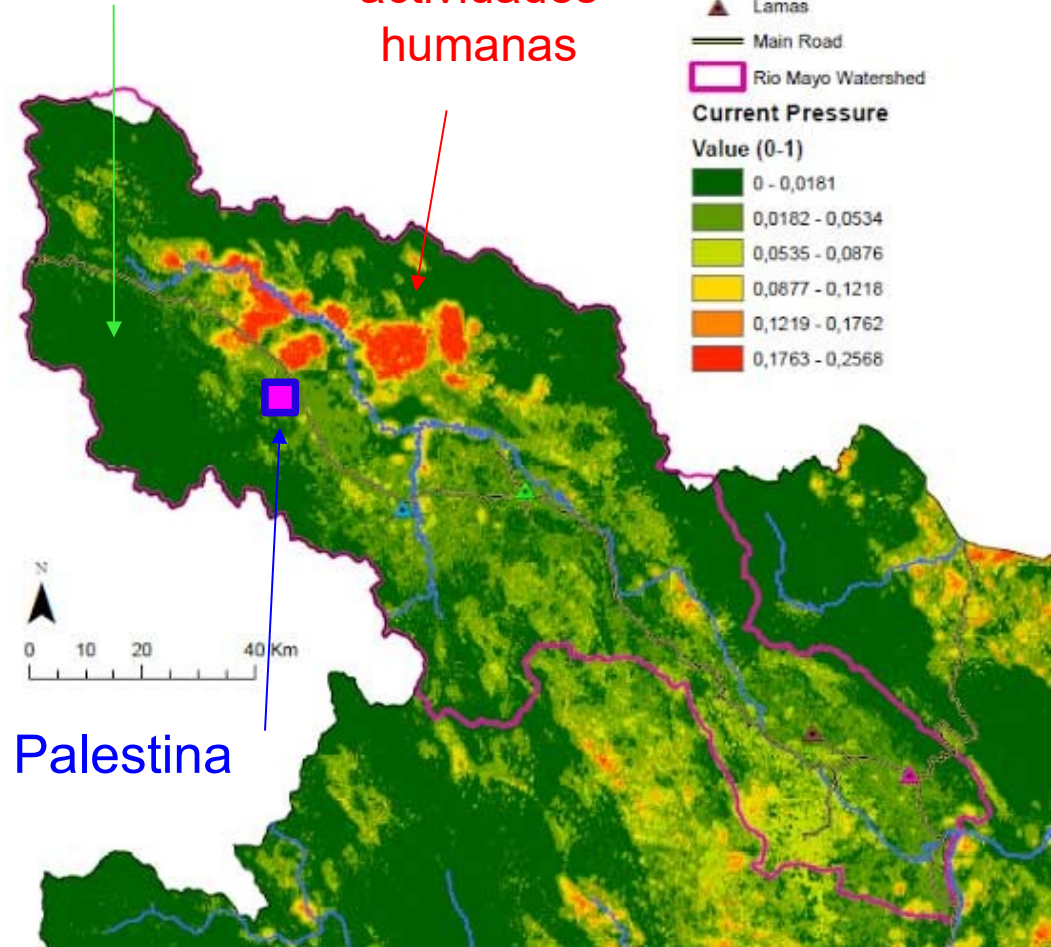 actividades
humanas
Lamas
Main Road
Rio Mayo Watershed
Current Pressure
Value (0-1)
0 - 0,0181
0,0182 - 0,0534
0,0535 - 0,0876
0,0877 - 0,1218
0,1219 - 0,1762
0,1763 - 0,2568
N
0 10 20 40 Km
Palestina